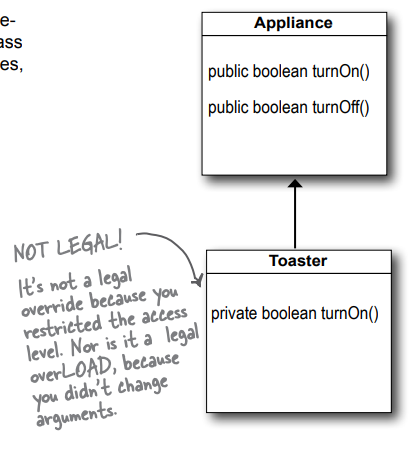 e-
ass
es,
Appliance
public boolean turnOn()
public boolean turnOff()
NOT LEGAL!
It's not a legal
override because you
restricted the access
level. Nor is it a legal
overLOAD, because
you didn't change
arguments.
Toaster
private boolean turnOn()